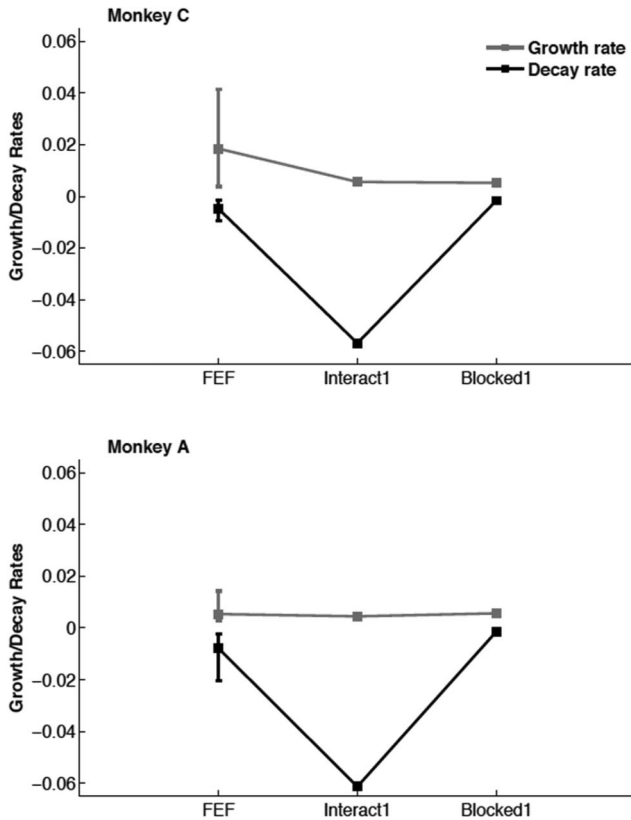 Monkey C
Growth rate
Decay rate
Growth/Decay Rates
0.06
0.04
0.02
0
−0.02
−0.04
−0.06
FEF Interact1 Blocked1
Monkey A
Growth/Decay Rates
0.06
0.04
0.02
0
−0.02
−0.04
−0.06
FEF Interact1 Blocked1